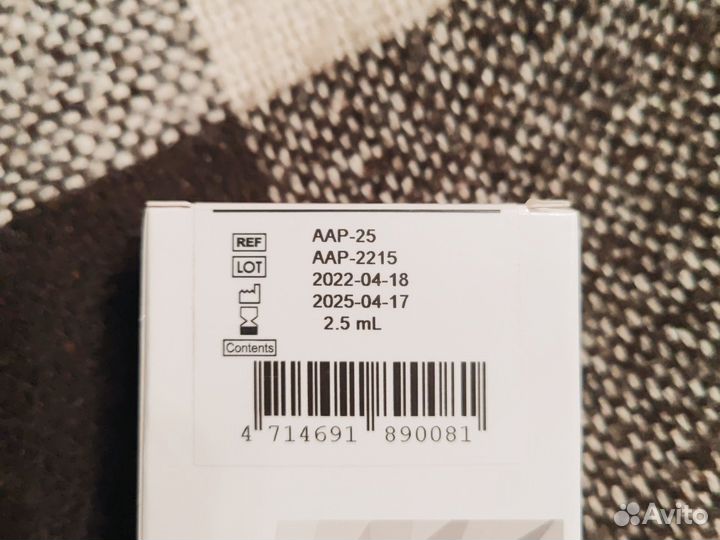 REF AAP-25
LOT AAP-2215
2022-04-18
2025-04-17
Contents 2.5 mL
4 714691 890081
Avito